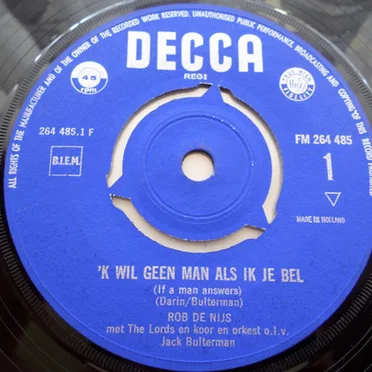 ALL RIGHTS OF THE MANUFACTURER AND OF THE OWNER OF THE RECORDED WORK RESERVED. UNAUTHORISED PUBLIC PERFORMANCE, BROADCASTING AND COPYING OF THIS RECORD PROHIBITED
DECCA
REGD
45
rpm
264 485.1 F
FM 264 485
B.I.E.M.
1
MADE IN HOLLAND
'K WIL GEEN MAN ALS IK JE BEL
(If a man answers)
(Darin/Bulterman)
ROB DE NIJS
met The Lords en koor en orkest o.l.v.
Jack Bulterman